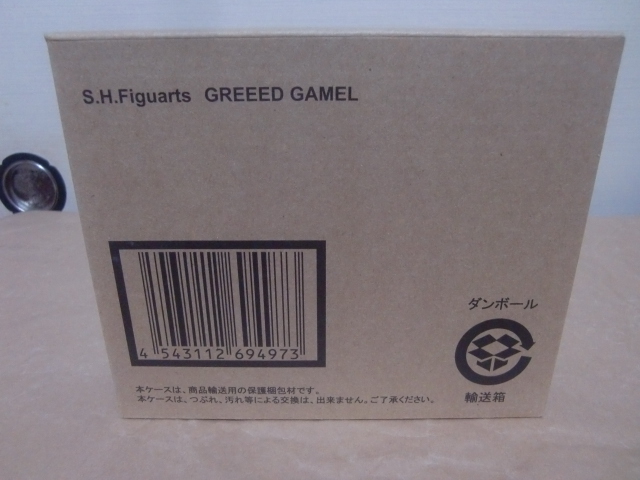 S.H.Figuarts GREEED GAMEL
4 543112 694973
ダンボール
輸送箱
本ケースは、商品輸送用の保護梱包材です。
本ケースは、つぶれ、汚れ等による交換は、出来ません。ご了承ください。